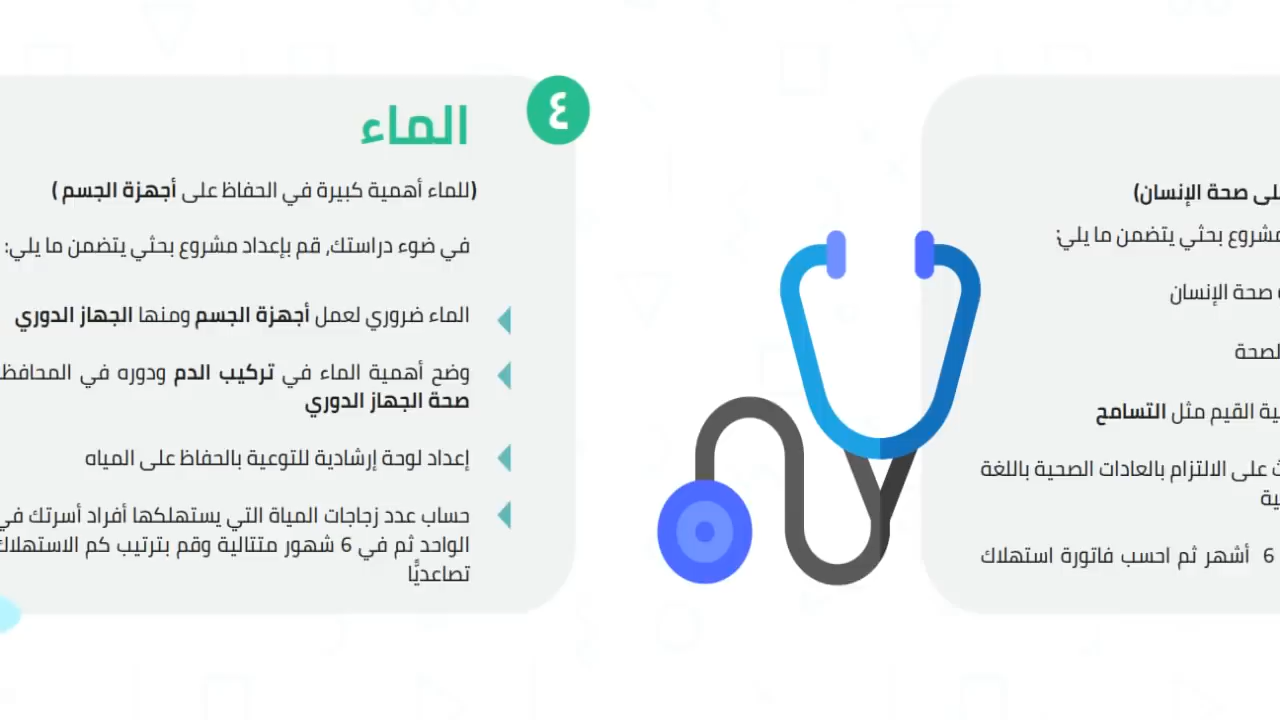 لى صحة الإنسان)
مشروع بحثي يتضمن ما يلي:
صحة الإنسان
لصحة
ية القيم مثل التسامح
ث على الالتزام بالعادات الصحية باللغة
ية
6 أشهر ثم احسب فاتورة استهلاك
٤
الماء
(للماء أهمية كبيرة في الحفاظ على أجهزة الجسم )
في ضوء دراستك, قم بإعداد مشروع بحثي يتضمن ما يلي:
الماء ضروري لعمل أجهزة الجسم ومنها الجهاز الدوري
وضح أهمية الماء في تركيب الدم ودوره في المحافظ
صحة الجهاز الدوري
إعداد لوحة إرشادية للتوعية بالحفاظ على المياه
حساب عدد زجاجات المياة التي يستهلكها أفراد أسرتك في
الواحد ثم في 6 شهور متتالية وقم بترتيب كم الاستهلاك
تصاعديًّا